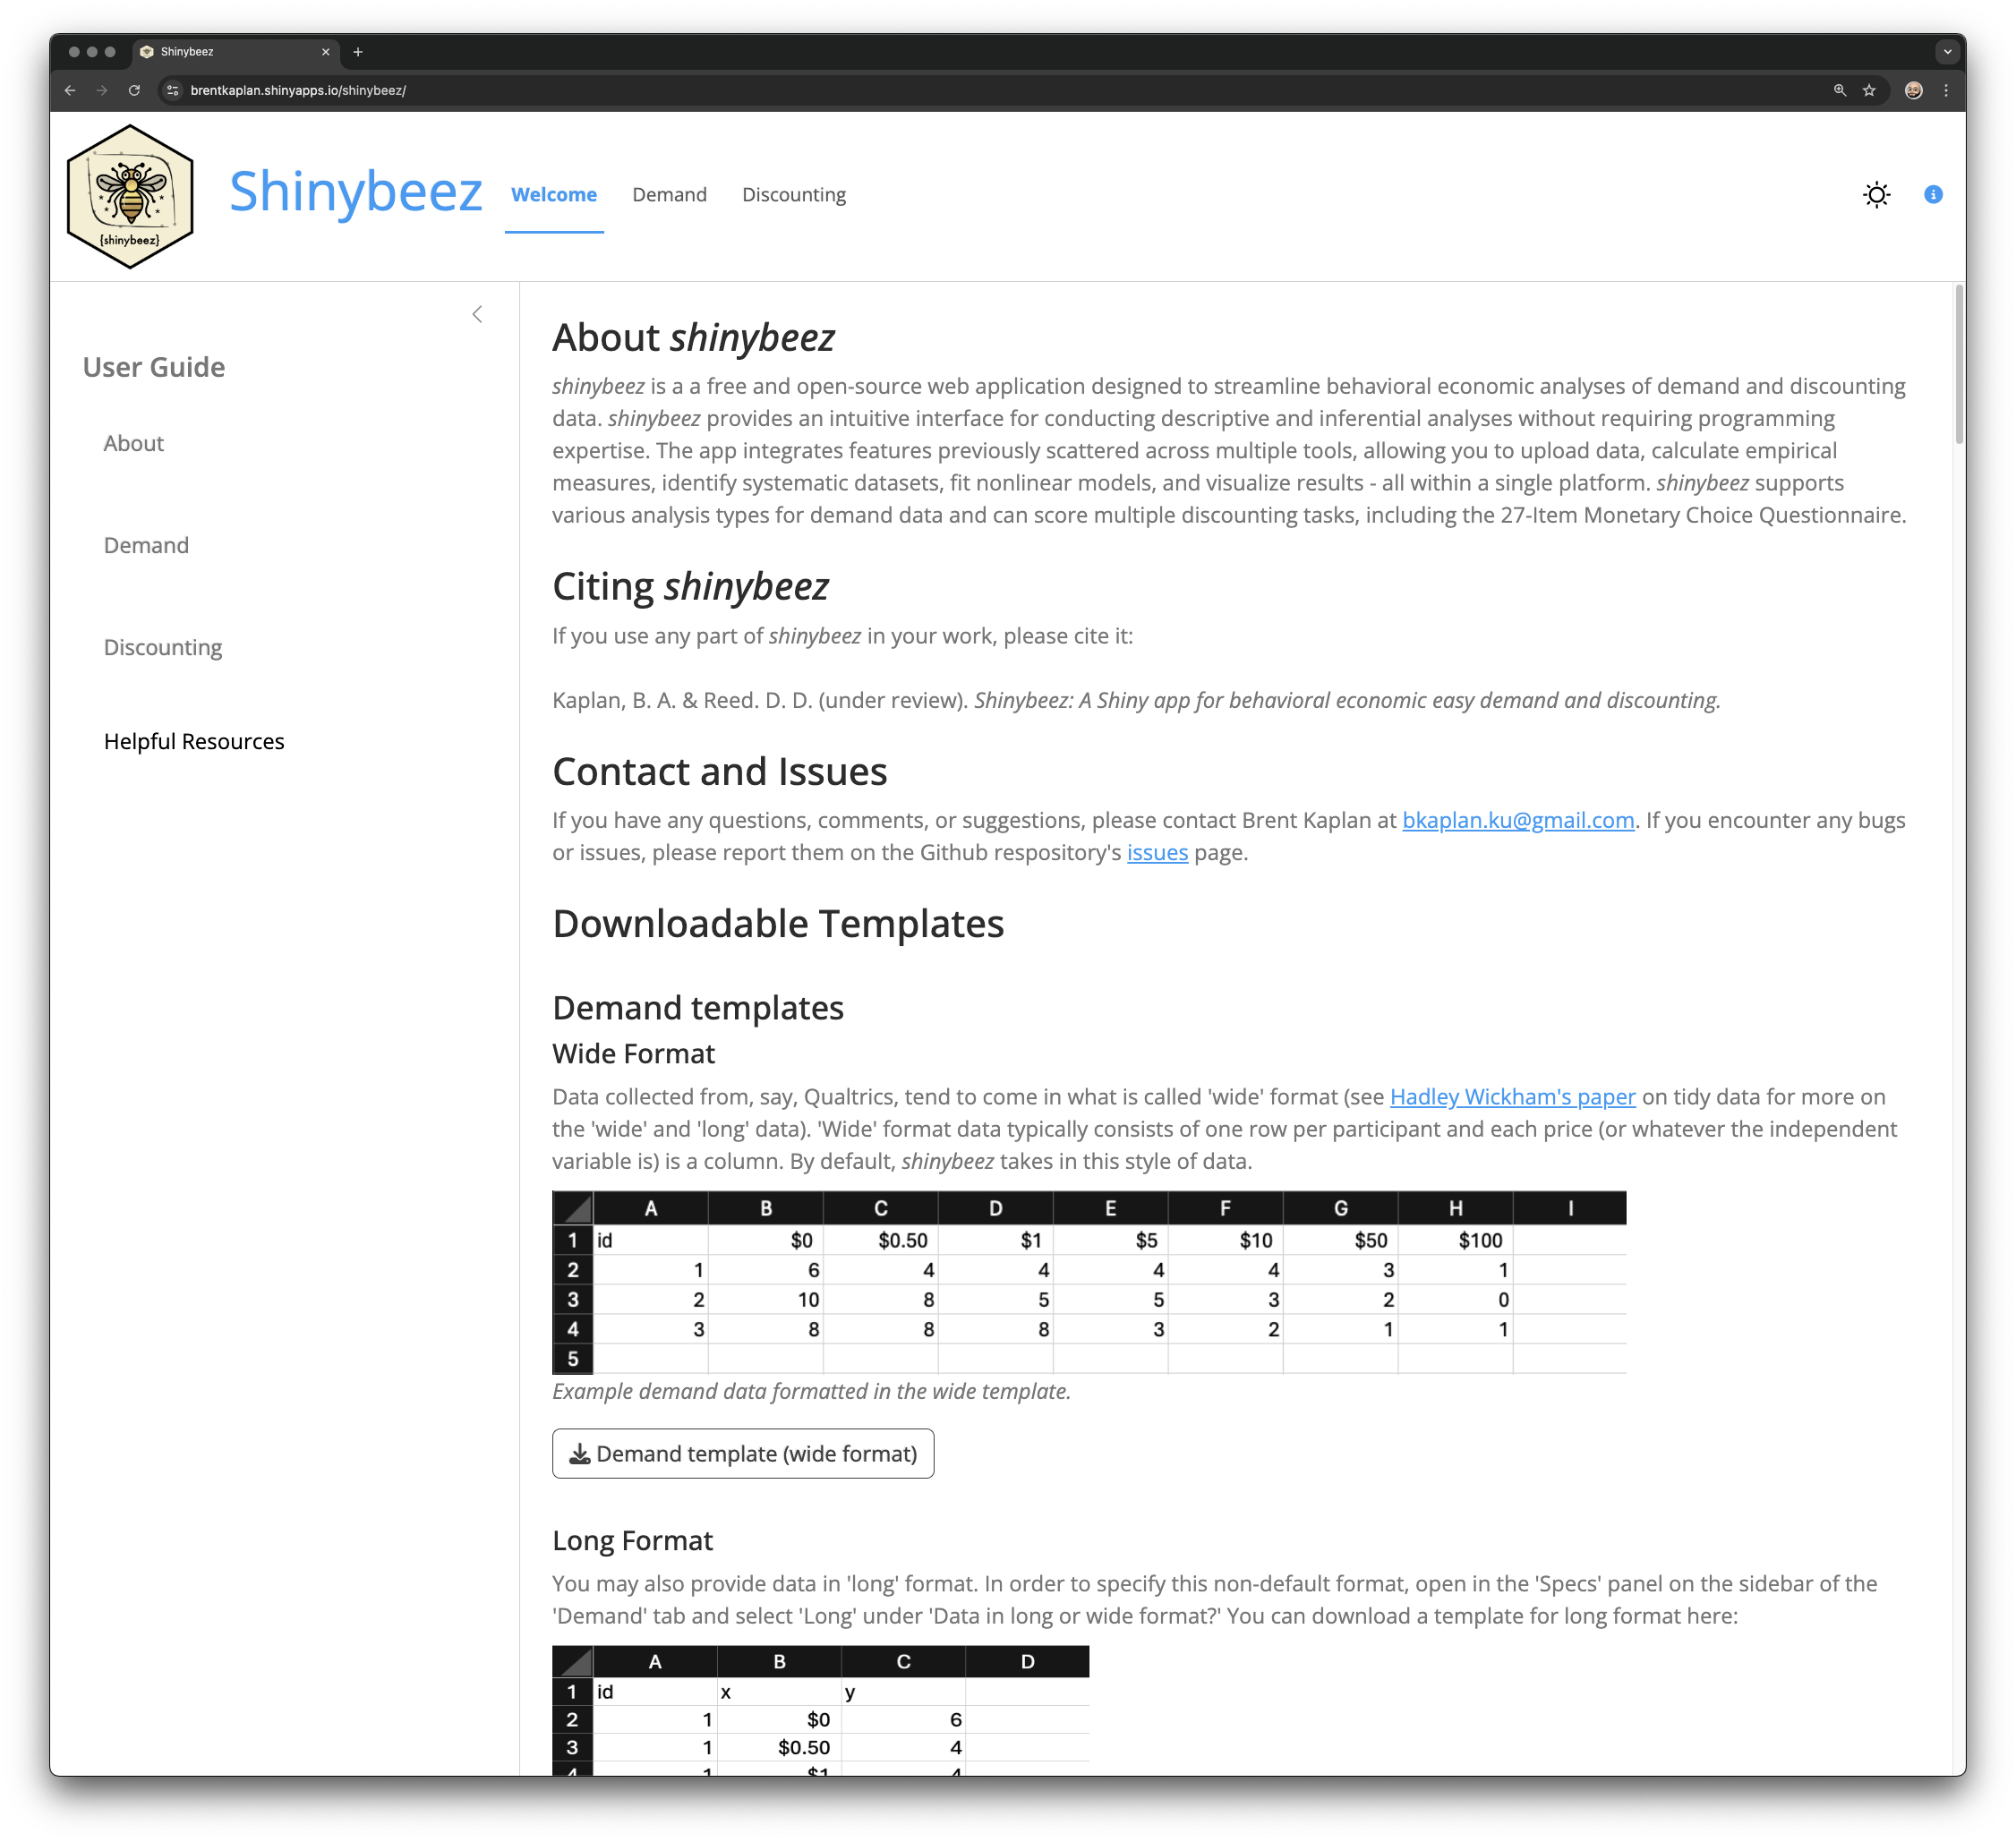 Shinybeez
brentkaplan.shinyapps.io/shinybeez/
{shinybeez}
Shinybeez
Welcome
Demand
Discounting
User Guide
About
Demand
Discounting
Helpful Resources
About shinybeez
shinybeez is a a free and open-source web application designed to streamline behavioral economic analyses of demand and discounting
data. shinybeez provides an intuitive interface for conducting descriptive and inferential analyses without requiring programming
expertise. The app integrates features previously scattered across multiple tools, allowing you to upload data, calculate empirical
measures, identify systematic datasets, fit nonlinear models, and visualize results - all within a single platform. shinybeez supports
various analysis types for demand data and can score multiple discounting tasks, including the 27-Item Monetary Choice Questionnaire.
Citing shinybeez
If you use any part of shinybeez in your work, please cite it:
Kaplan, B. A. & Reed. D. D. (under review). Shinybeez: A Shiny app for behavioral economic easy demand and discounting.
Contact and Issues
If you have any questions, comments, or suggestions, please contact Brent Kaplan at bkaplan.ku@gmail.com. If you encounter any bugs
or issues, please report them on the Github respository's issues page.
Downloadable Templates
Demand templates
Wide Format
Data collected from, say, Qualtrics, tend to come in what is called 'wide' format (see Hadley Wickham's paper on tidy data for more on
the 'wide' and 'long' data). 'Wide' format data typically consists of one row per participant and each price (or whatever the independent
variable is) is a column. By default, shinybeez takes in this style of data.
A B C D E F G H I
1 id $0 $0.50 $1 $5 $10 $50 $100
2 1 6 4 4 4 4 3 1
3 2 10 8 5 5 3 2 0
4 3 8 8 8 3 2 1 1
5
Example demand data formatted in the wide template.
Demand template (wide format)
Long Format
You may also provide data in 'long' format. In order to specify this non-default format, open in the 'Specs' panel on the sidebar of the
'Demand' tab and select 'Long' under 'Data in long or wide format?' You can download a template for long format here:
A B C D
1 id x y
2 1 $0 6
3 1 $0.50 4
4 1 $1 4